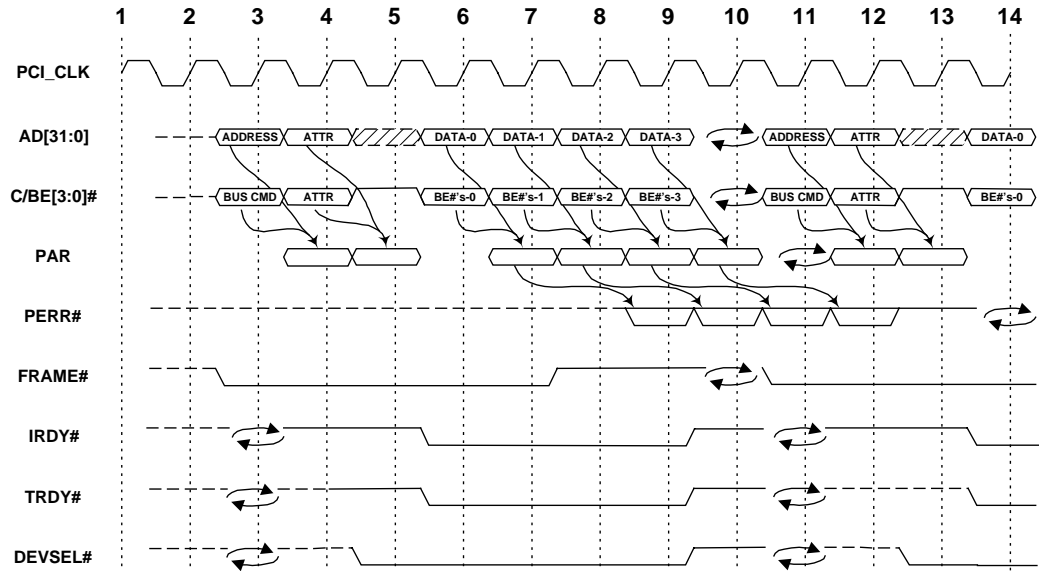 1 2 3 4 5 6 7 8 9 10 11 12 13 14
PCI_CLK
AD[31:0] ADDRESS ATTR DATA-0 DATA-1 DATA-2 DATA-3 ADDRESS ATTR DATA-0
C/BE[3:0]# BUS CMD ATTR BE#'s-0 BE#'s-1 BE#'s-2 BE#'s-3 BUS CMD ATTR BE#'s-0
PAR
PERR#
FRAME#
IRDY#
TRDY#
DEVSEL#